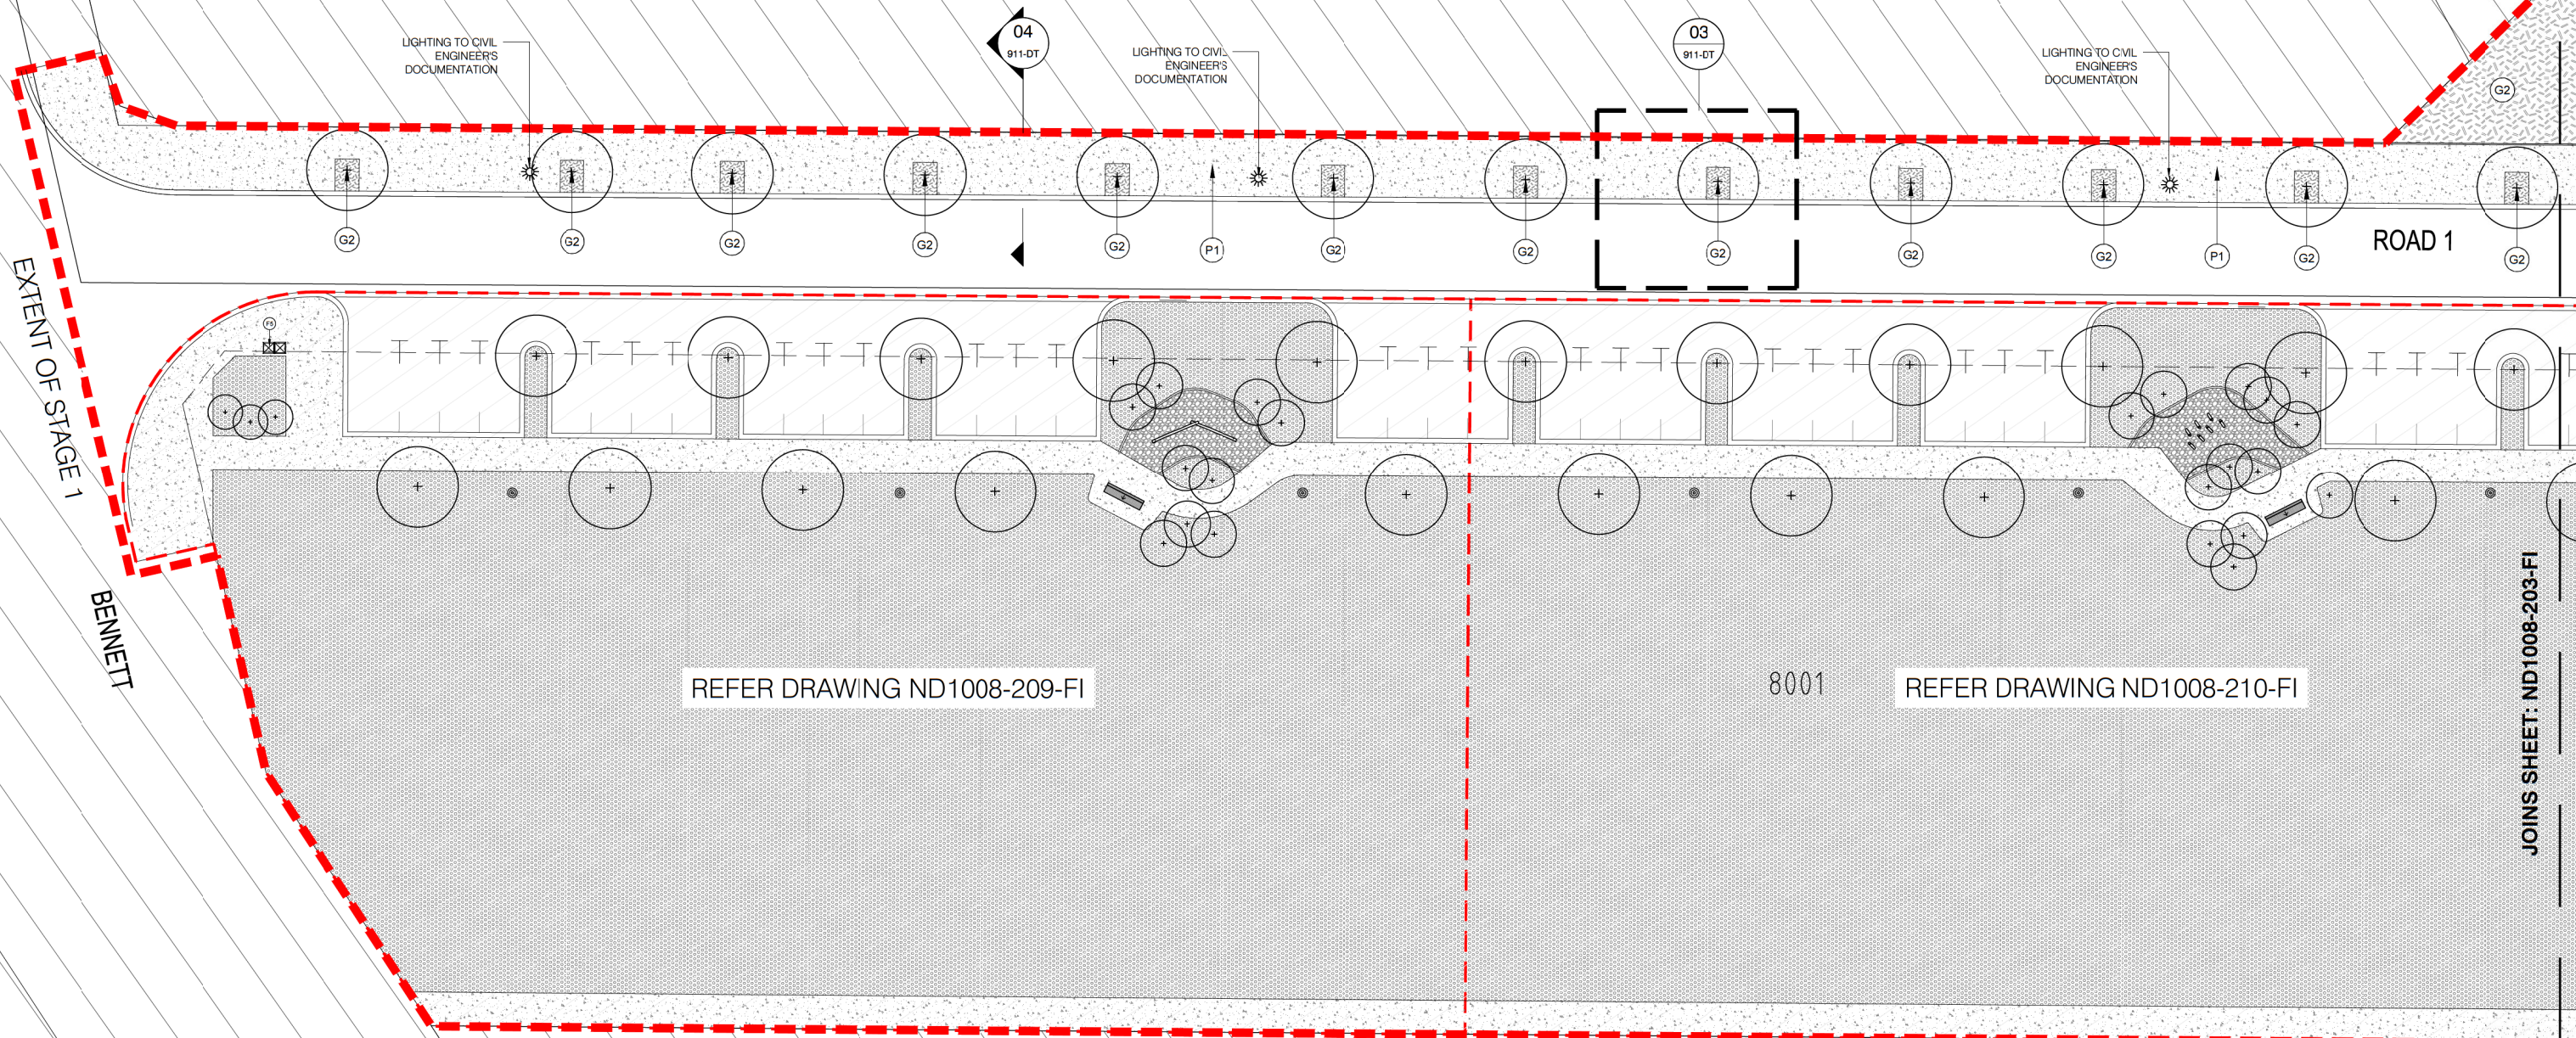 LIGHTING TO CIVIL
ENGINEER'S
DOCUMENTATION
04
911-DT
LIGHTING TO CIVIL
ENGINEER'S
DOCUMENTATION
03
911-DT
LIGHTING TO CIVIL
ENGINEER'S
DOCUMENTATION
G2
G2
G2
G2
G2
G2
P1
G2
G2
G2
G2
G2
P1
G2
G2
ROAD 1
EXTENT OF STAGE 1
F5
BENNETT
REFER DRAWING ND1008-209-FI
8001
REFER DRAWING ND1008-210-FI
JOINS SHEET: ND1008-203-FI